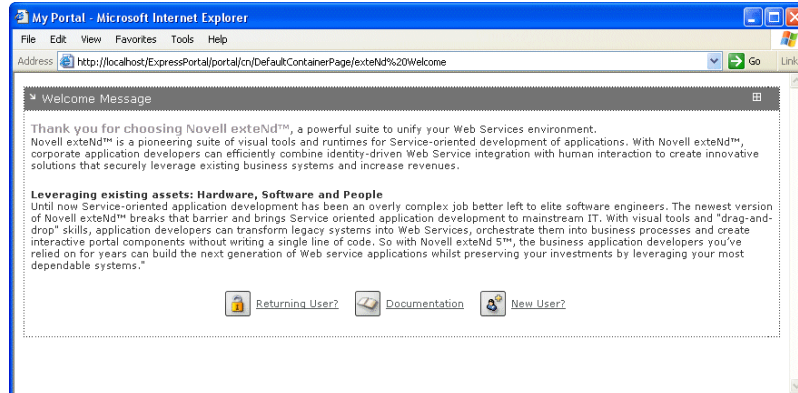 My Portal - Microsoft Internet Explorer
File Edit View Favorites Tools Help
Address http://localhost/ExpressPortal/portal/cn/DefaultContainerPage/exteNd%20Welcome Go Link
Welcome Message
Thank you for choosing Novell exteNd™, a powerful suite to unify your Web Services environment.
Novell exteNd™ is a pioneering suite of visual tools and runtimes for Service-oriented development of applications. With Novell exteNd™,
corporate application developers can efficiently combine identity-driven Web Service integration with human interaction to create innovative
solutions that securely leverage existing business systems and increase revenues.
Leveraging existing assets: Hardware, Software and People
Until now Service-oriented application development has been an overly complex job better left to elite software engineers. The newest version
of Novell exteNd™ breaks that barrier and brings Service oriented application development to mainstream IT. With visual tools and "drag-and-
drop" skills, application developers can transform legacy systems into Web Services, orchestrate them into business processes and create
interactive portal components without writing a single line of code. So with Novell exteNd 5™, the business application developers you've
relied on for years can build the next generation of Web service applications whilst preserving your investments by leveraging your most
dependable systems."
Returning User? Documentation New User?